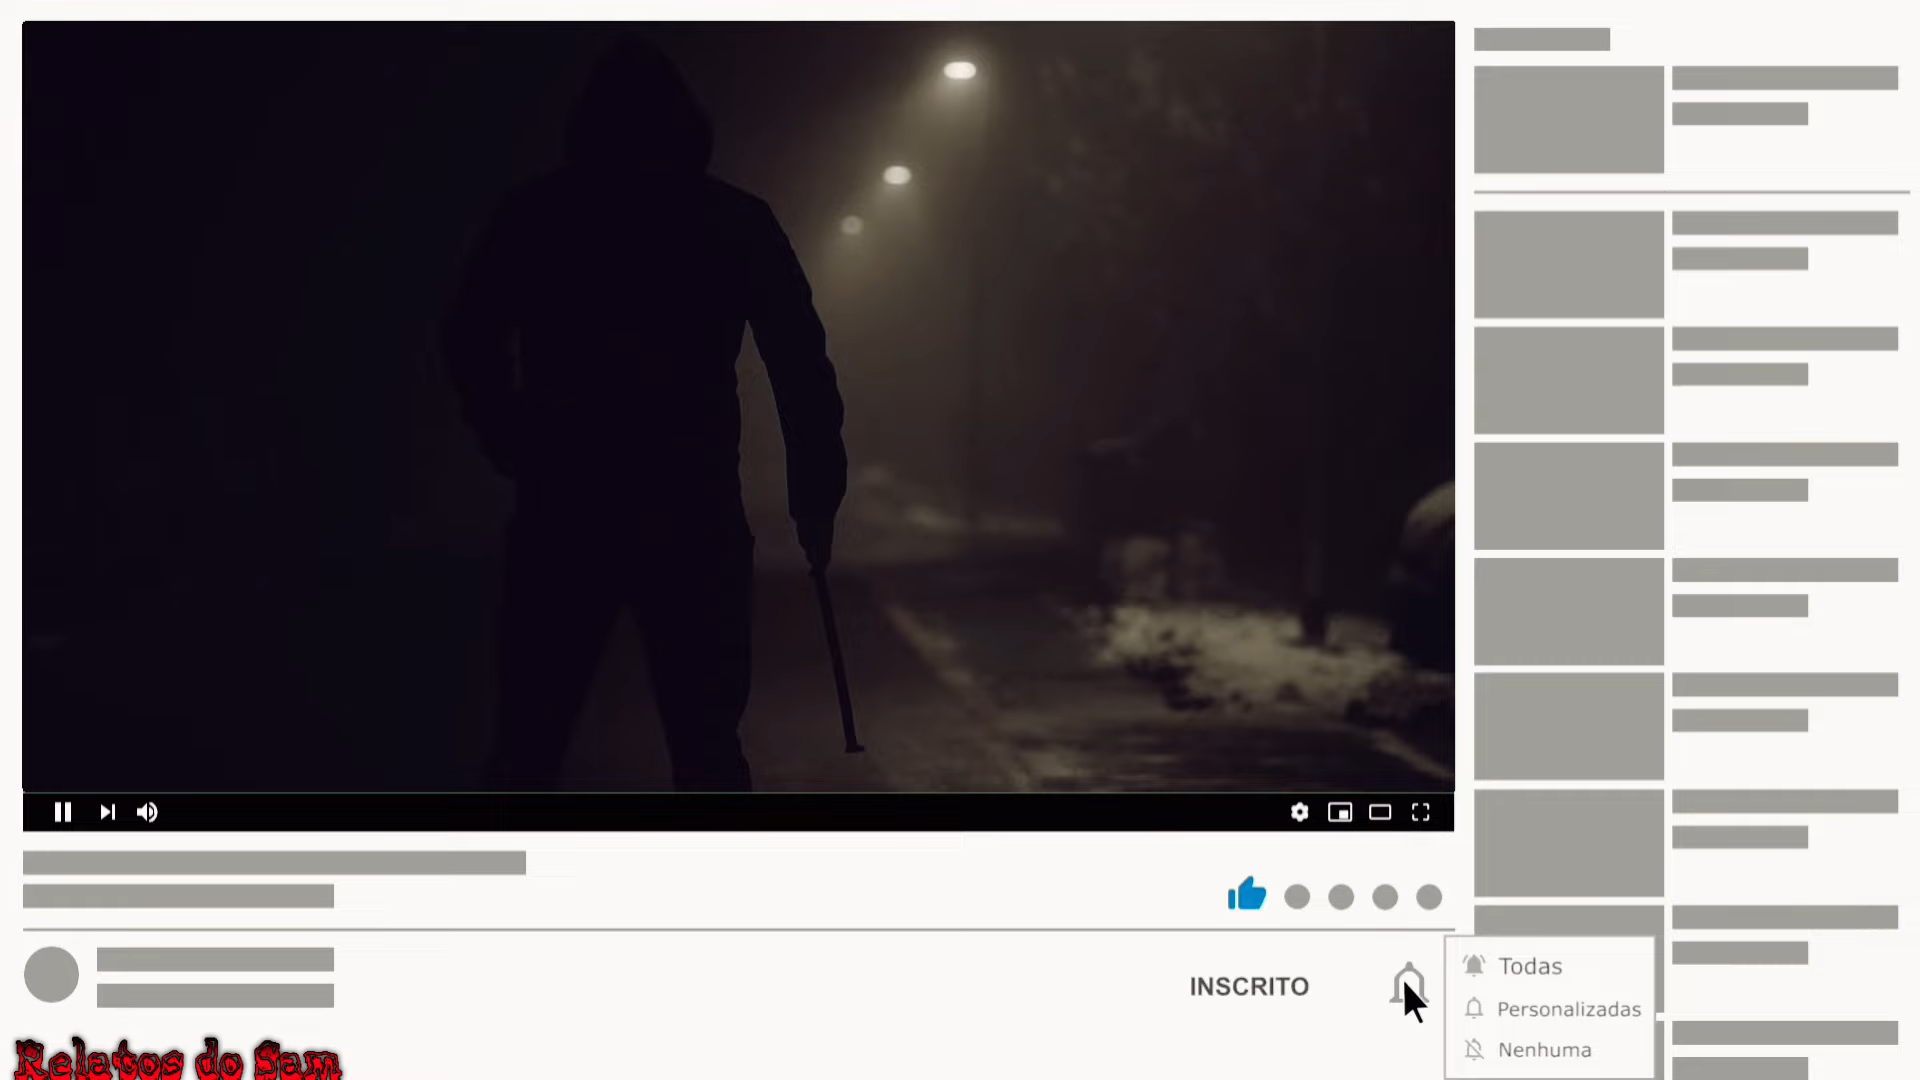 INSCRITO
Todas
Personalizadas
Nenhuma
Relatos do Sam